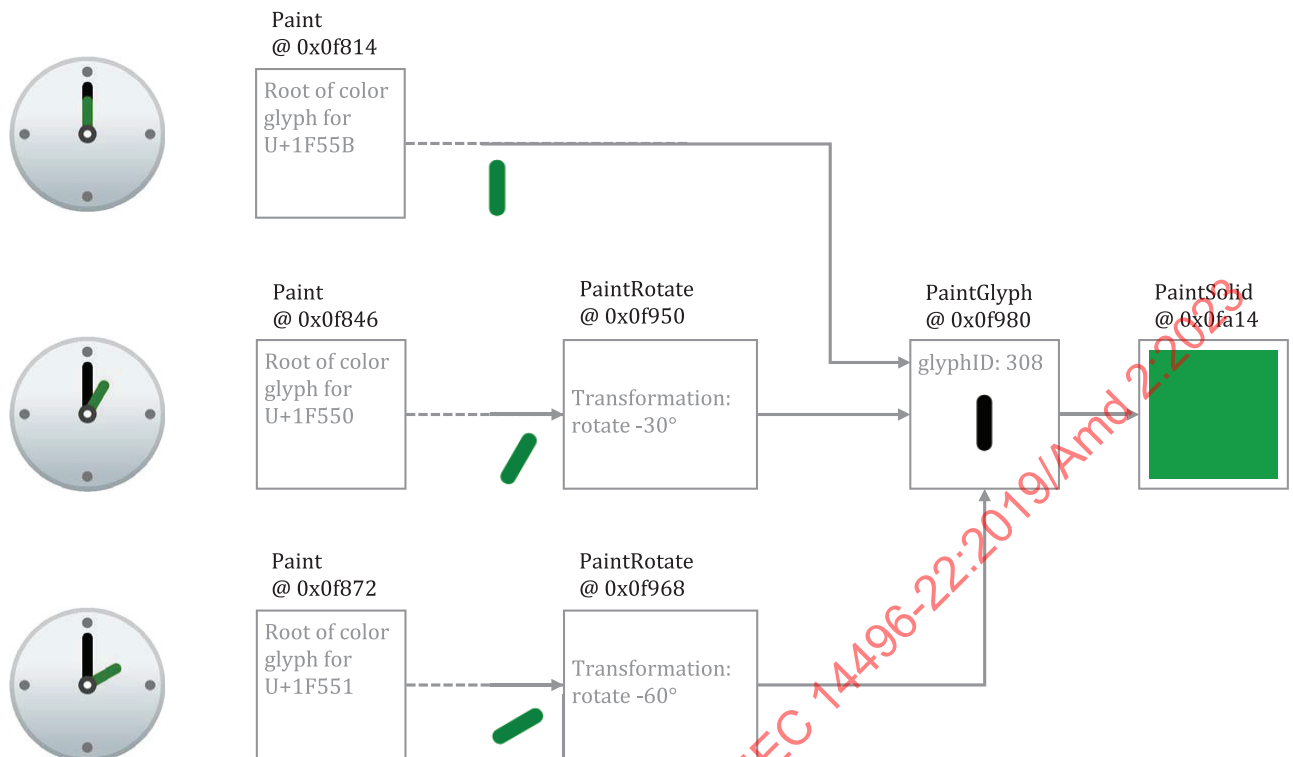 Paint
@ 0x0f814
Root of color
glyph for
U+1F55B
Paint
@ 0x0f846
Root of color
glyph for
U+1F550
PaintRotate
@ 0x0f950
Transformation:
rotate -30°
PaintGlyph
@ 0x0f980
glyphID: 308
PaintSolid
@ 0x0fa14
Paint
@ 0x0f872
Root of color
glyph for
U+1F551
PaintRotate
@ 0x0f968
Transformation:
rotate -60°
IEC 14496-22:2019/Amd 2:2023